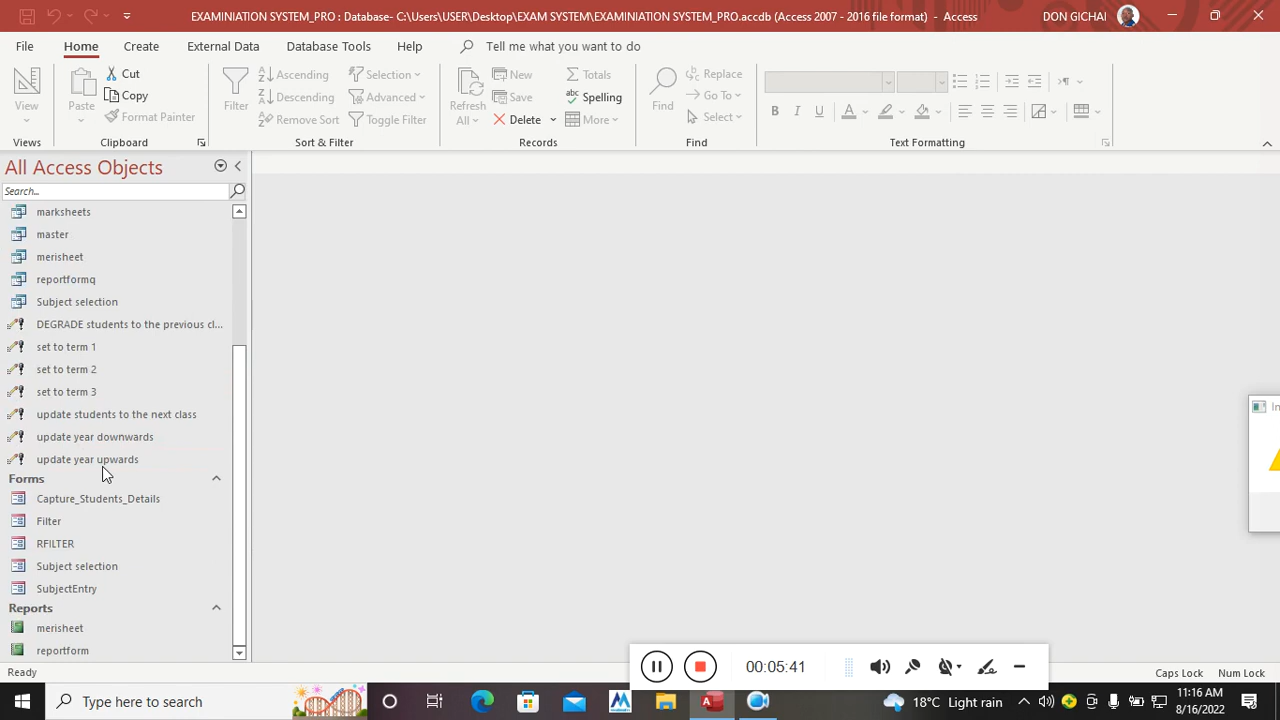 EXAMINIATION SYSTEM_PRO : Database- C:\Users\USER\Desktop\EXAM SYSTEM\EXAMINIATION SYSTEM_PRO.accdb (Access 2007 - 2016 file format) - Access
DON GICHAI
File Home Create External Data Database Tools Help Tell me what you want to do
View
Paste
Cut
Copy
Format Painter
Filter
Ascending
Descending
Remove Sort
Selection
Advanced
Toggle Filter
Refresh All
New
Save
Delete
Totals
Spelling
More
Find
Replace
Go To
Select
B I U
Views Clipboard Sort & Filter Records Find Text Formatting
All Access Objects
Search...
marksheets
master
merisheet
reportformq
Subject selection
DEGRADE students to the previous cl...
set to term 1
set to term 2
set to term 3
update students to the next class
update year downwards
update year upwards
Forms
Capture_Students_Details
Filter
RFILTER
Subject selection
SubjectEntry
Reports
merisheet
reportform
00:05:41
Ready
Caps Lock Num Lock
Type here to search
18°C Light rain
11:16 AM
8/16/2022